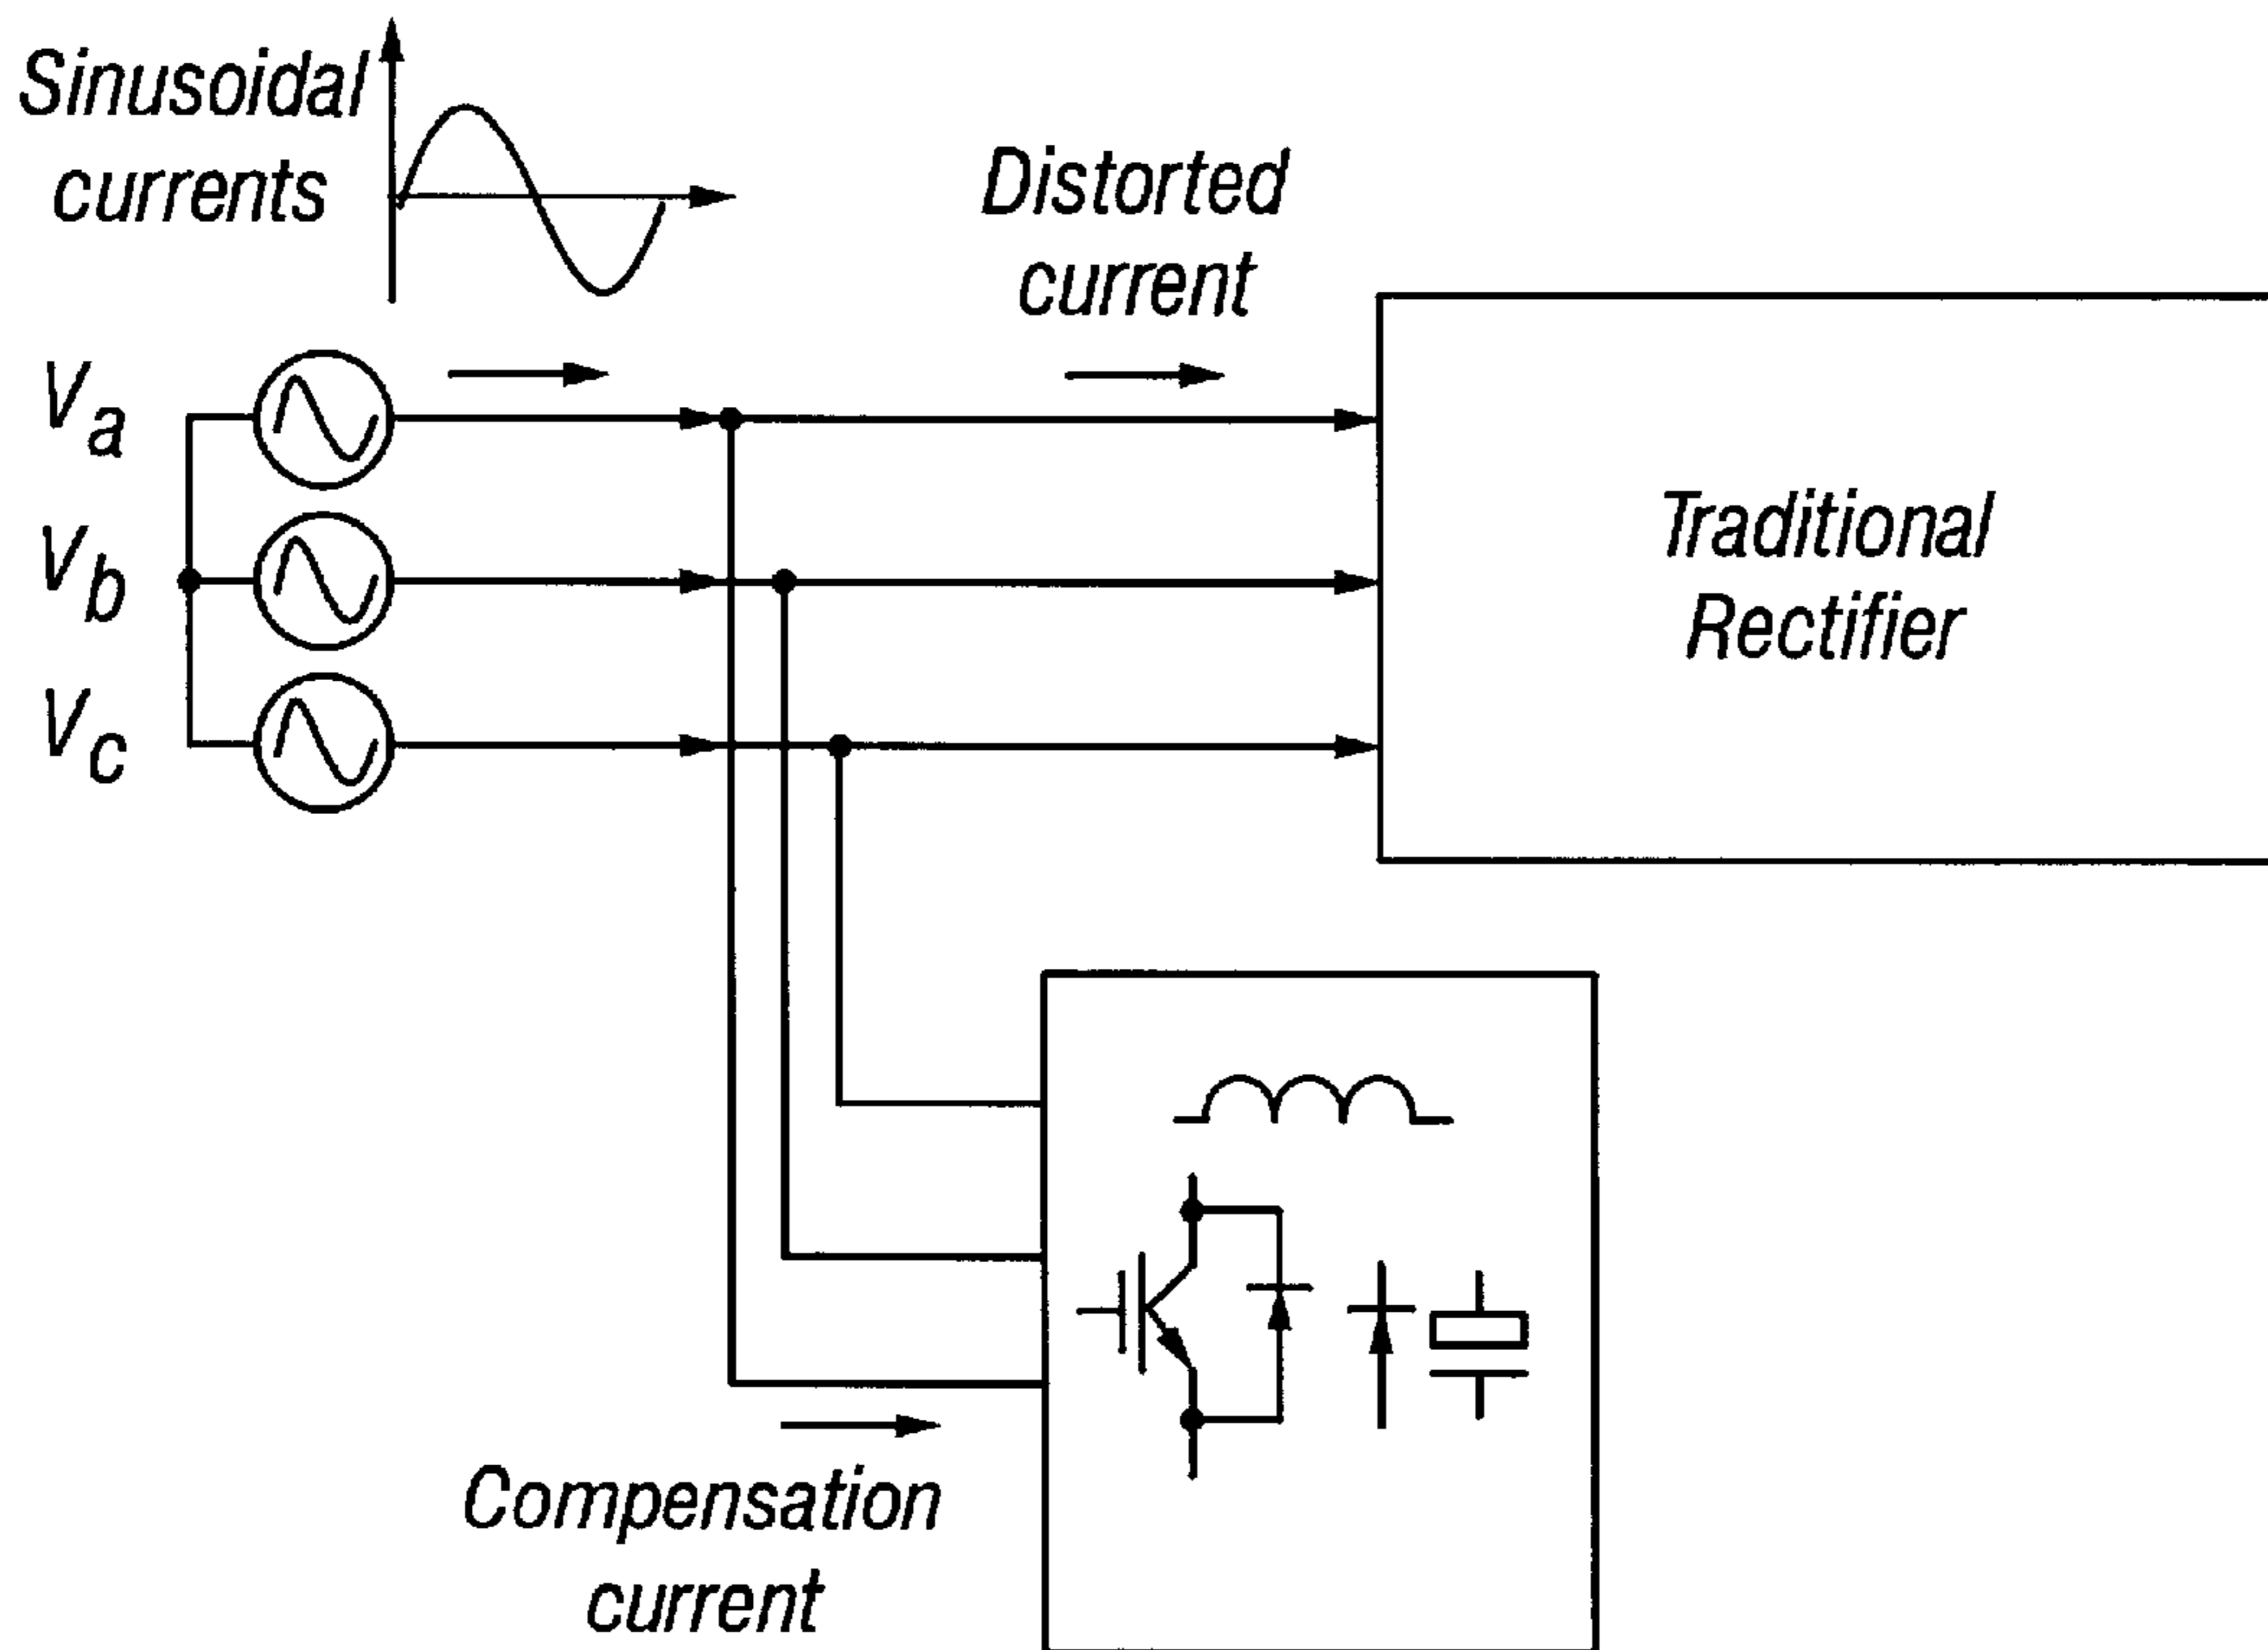 Sinusoidal
currents
Distorted
current
Va
Vb
Vc
Traditional
Rectifier
Compensation
current